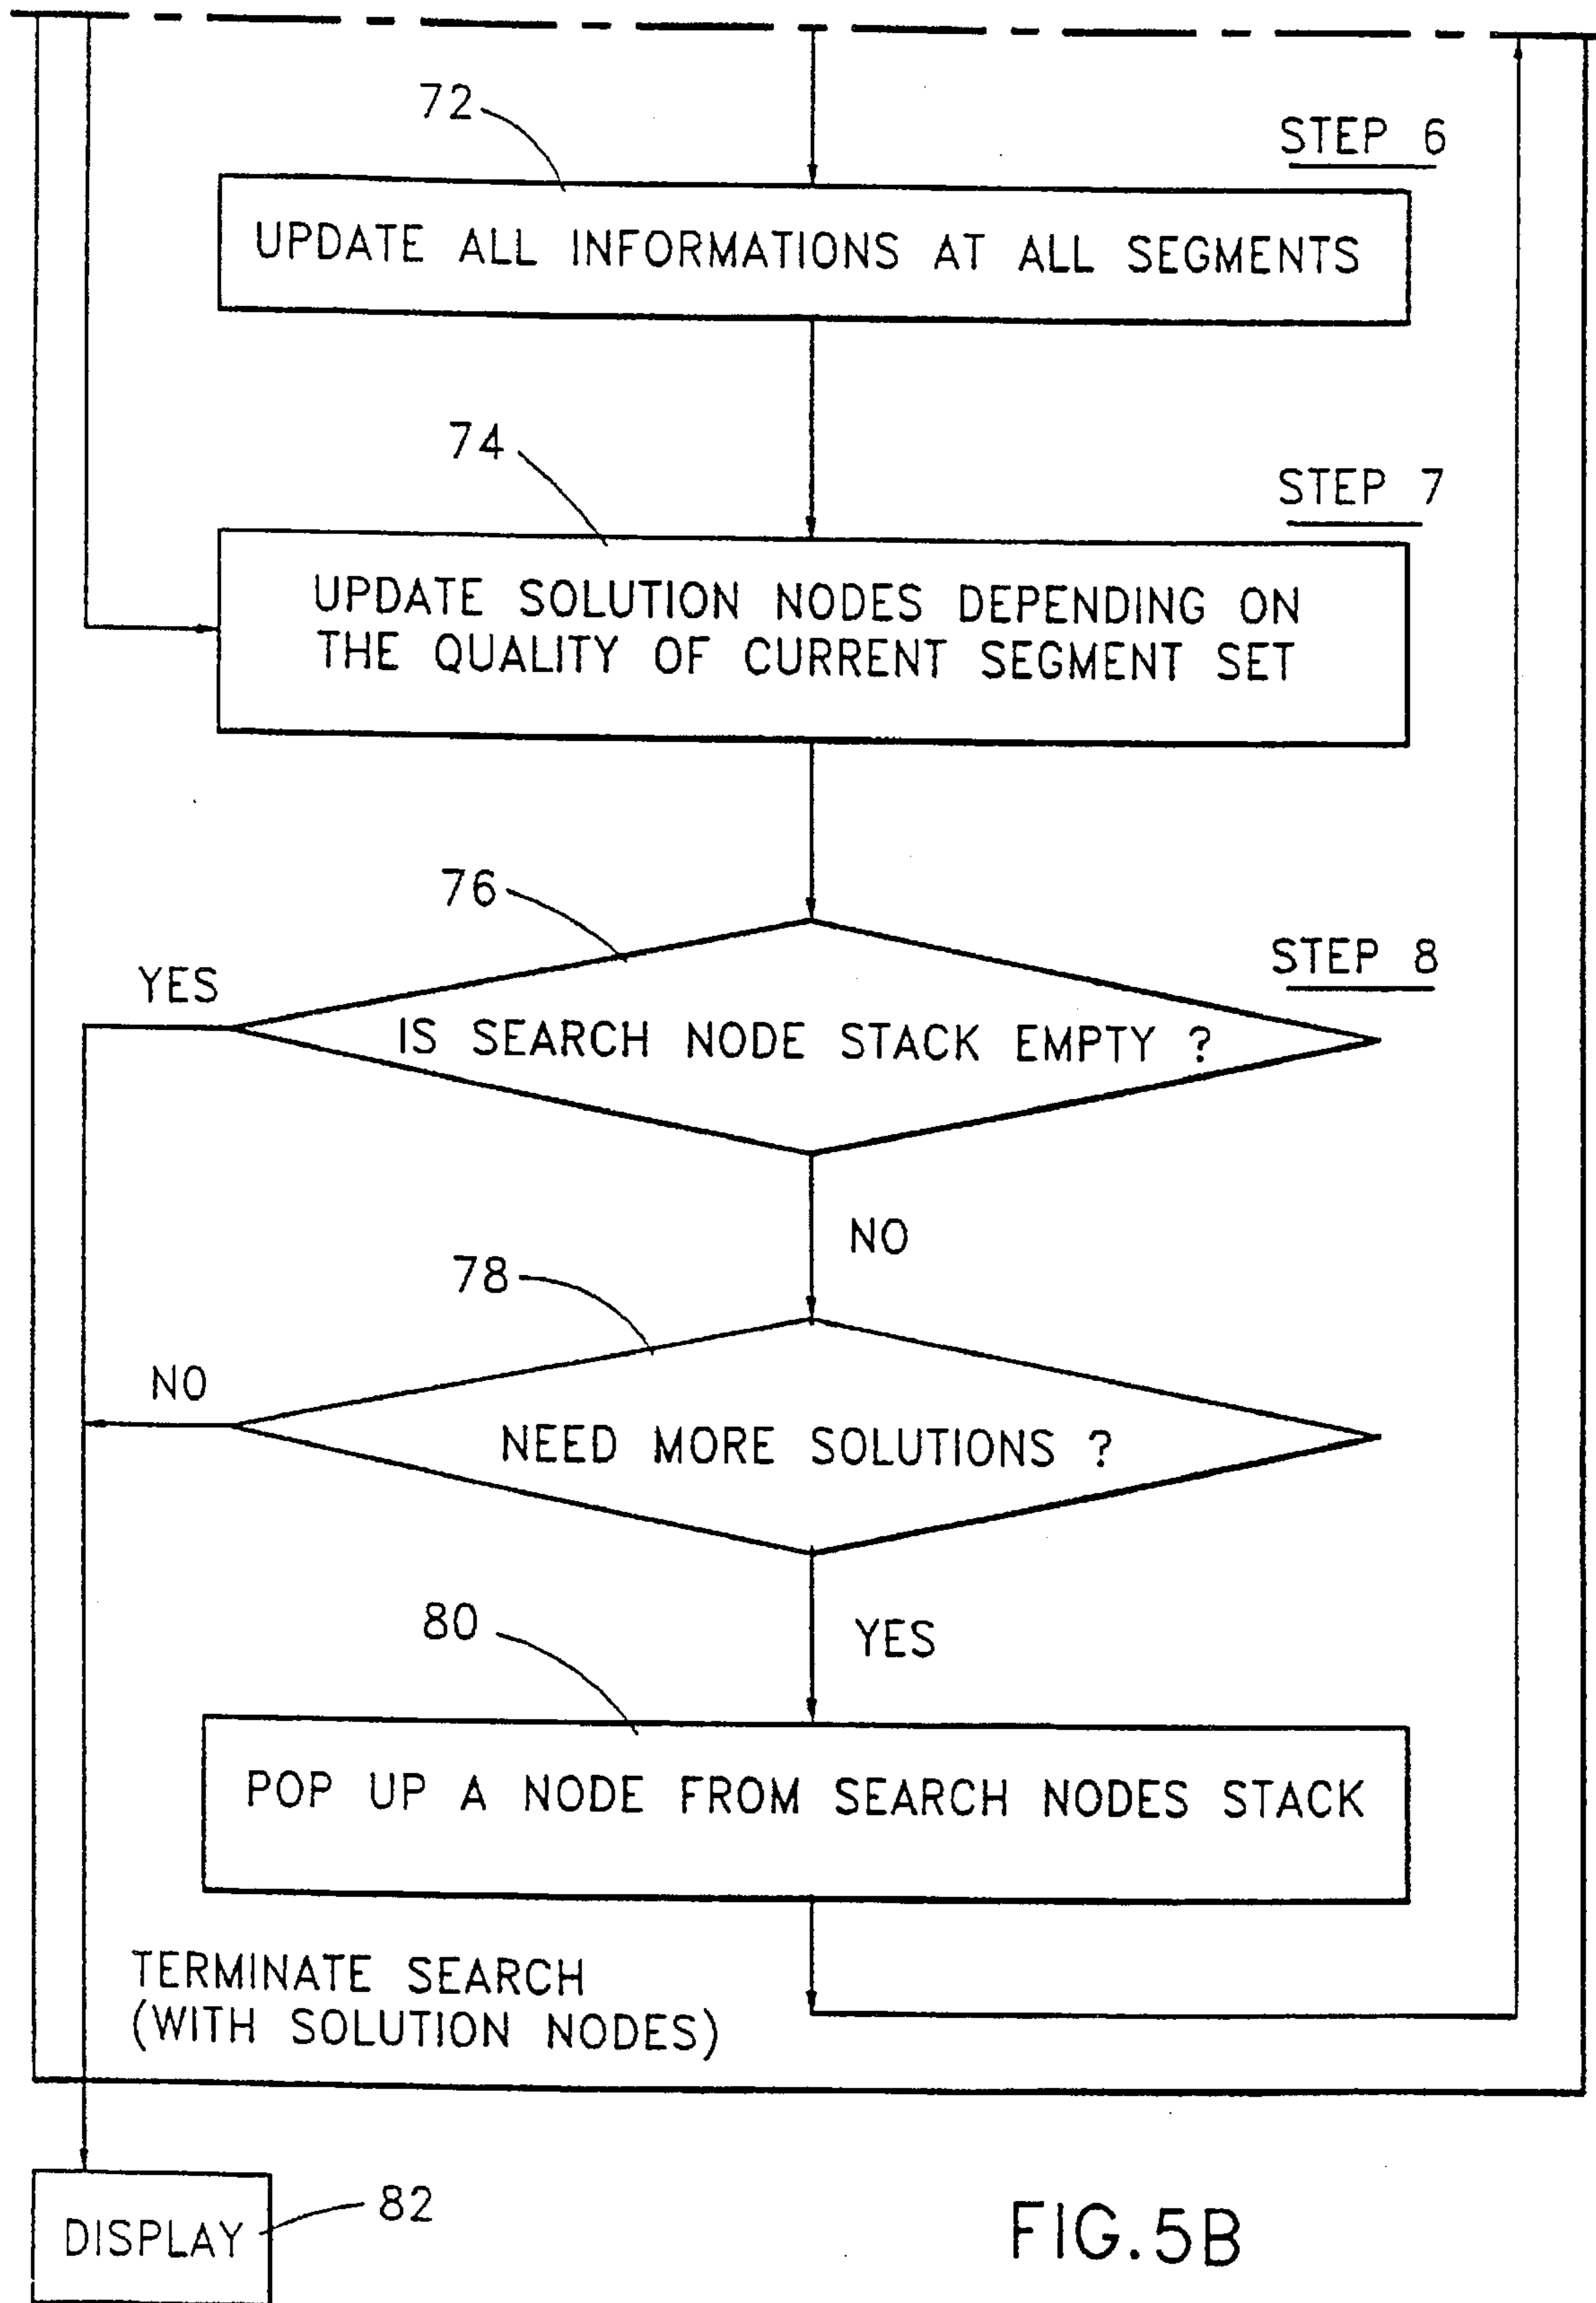 72
STEP 6
UPDATE ALL INFORMATIONS AT ALL SEGMENTS
74
STEP 7
UPDATE SOLUTION NODES DEPENDING ON
THE QUALITY OF CURRENT SEGMENT SET
76
STEP 8
YES
IS SEARCH NODE STACK EMPTY ?
NO
78
NO
NEED MORE SOLUTIONS ?
80
YES
POP UP A NODE FROM SEARCH NODES STACK
TERMINATE SEARCH
(WITH SOLUTION NODES)
82
DISPLAY
FIG.5B